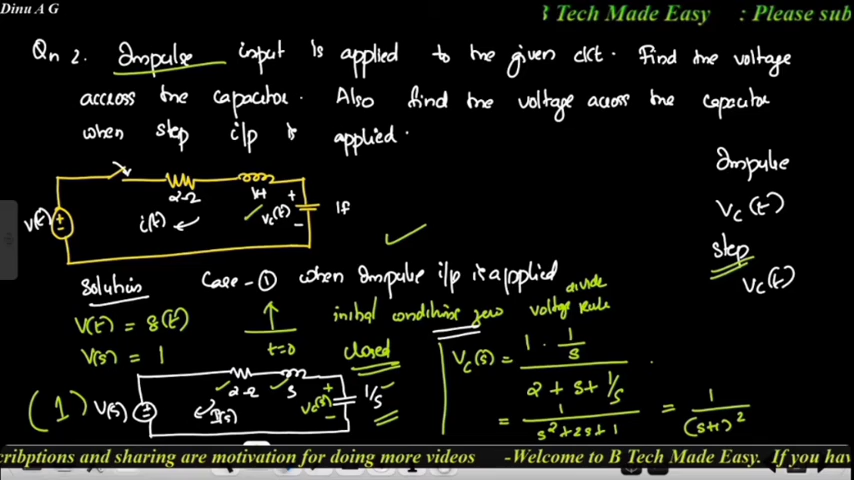 Dinu A G
B Tech Made Easy : Please sub
Qn 2. Impulse input is applied to the given ckt. Find the voltage
accross the capacitor. Also find the voltage across the capacitor
when step i/p is applied.
Impulse
Vc(t)
step
Vc(t)
V(t) + - 2Ω 1H + Vc(t) - 1f
i(t)
Solution Case - ① when Impulse i/p is applied
V(t) = δ(t)
V(s) = 1
t=0
initial conditions zero
closed
divide
voltage rule
Vc(s) = 1 · 1/s / 2 + s + 1/s
= 1 / s² + 2s + 1 = 1 / (s+1)²
(1) V(s) + - 2Ω s + Vc(s) - 1/s
I(s)
cribptions and sharing are motivation for doing more videos -Welcome to B Tech Made Easy. If you hav